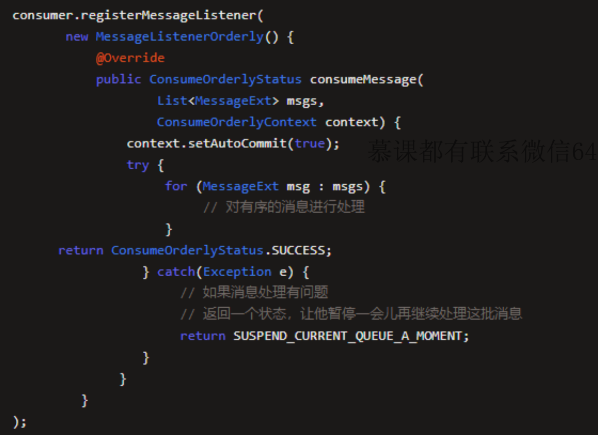 consumer.registerMessageListener(
new MessageListenerOrderly() {
@Override
public ConsumeOrderlyStatus consumeMessage(
List<MessageExt> msgs,
ConsumeOrderlyContext context) {
context.setAutoCommit(true);
慕课都有联系微信64
try {
for (MessageExt msg : msgs) {
// 对有序的消息进行处理
}
return ConsumeOrderlyStatus.SUCCESS;
} catch(Exception e) {
// 如果消息处理有问题
// 返回一个状态，让他暂停一会儿再继续处理这批消息
return SUSPEND_CURRENT_QUEUE_A_MOMENT;
}
}
}
);